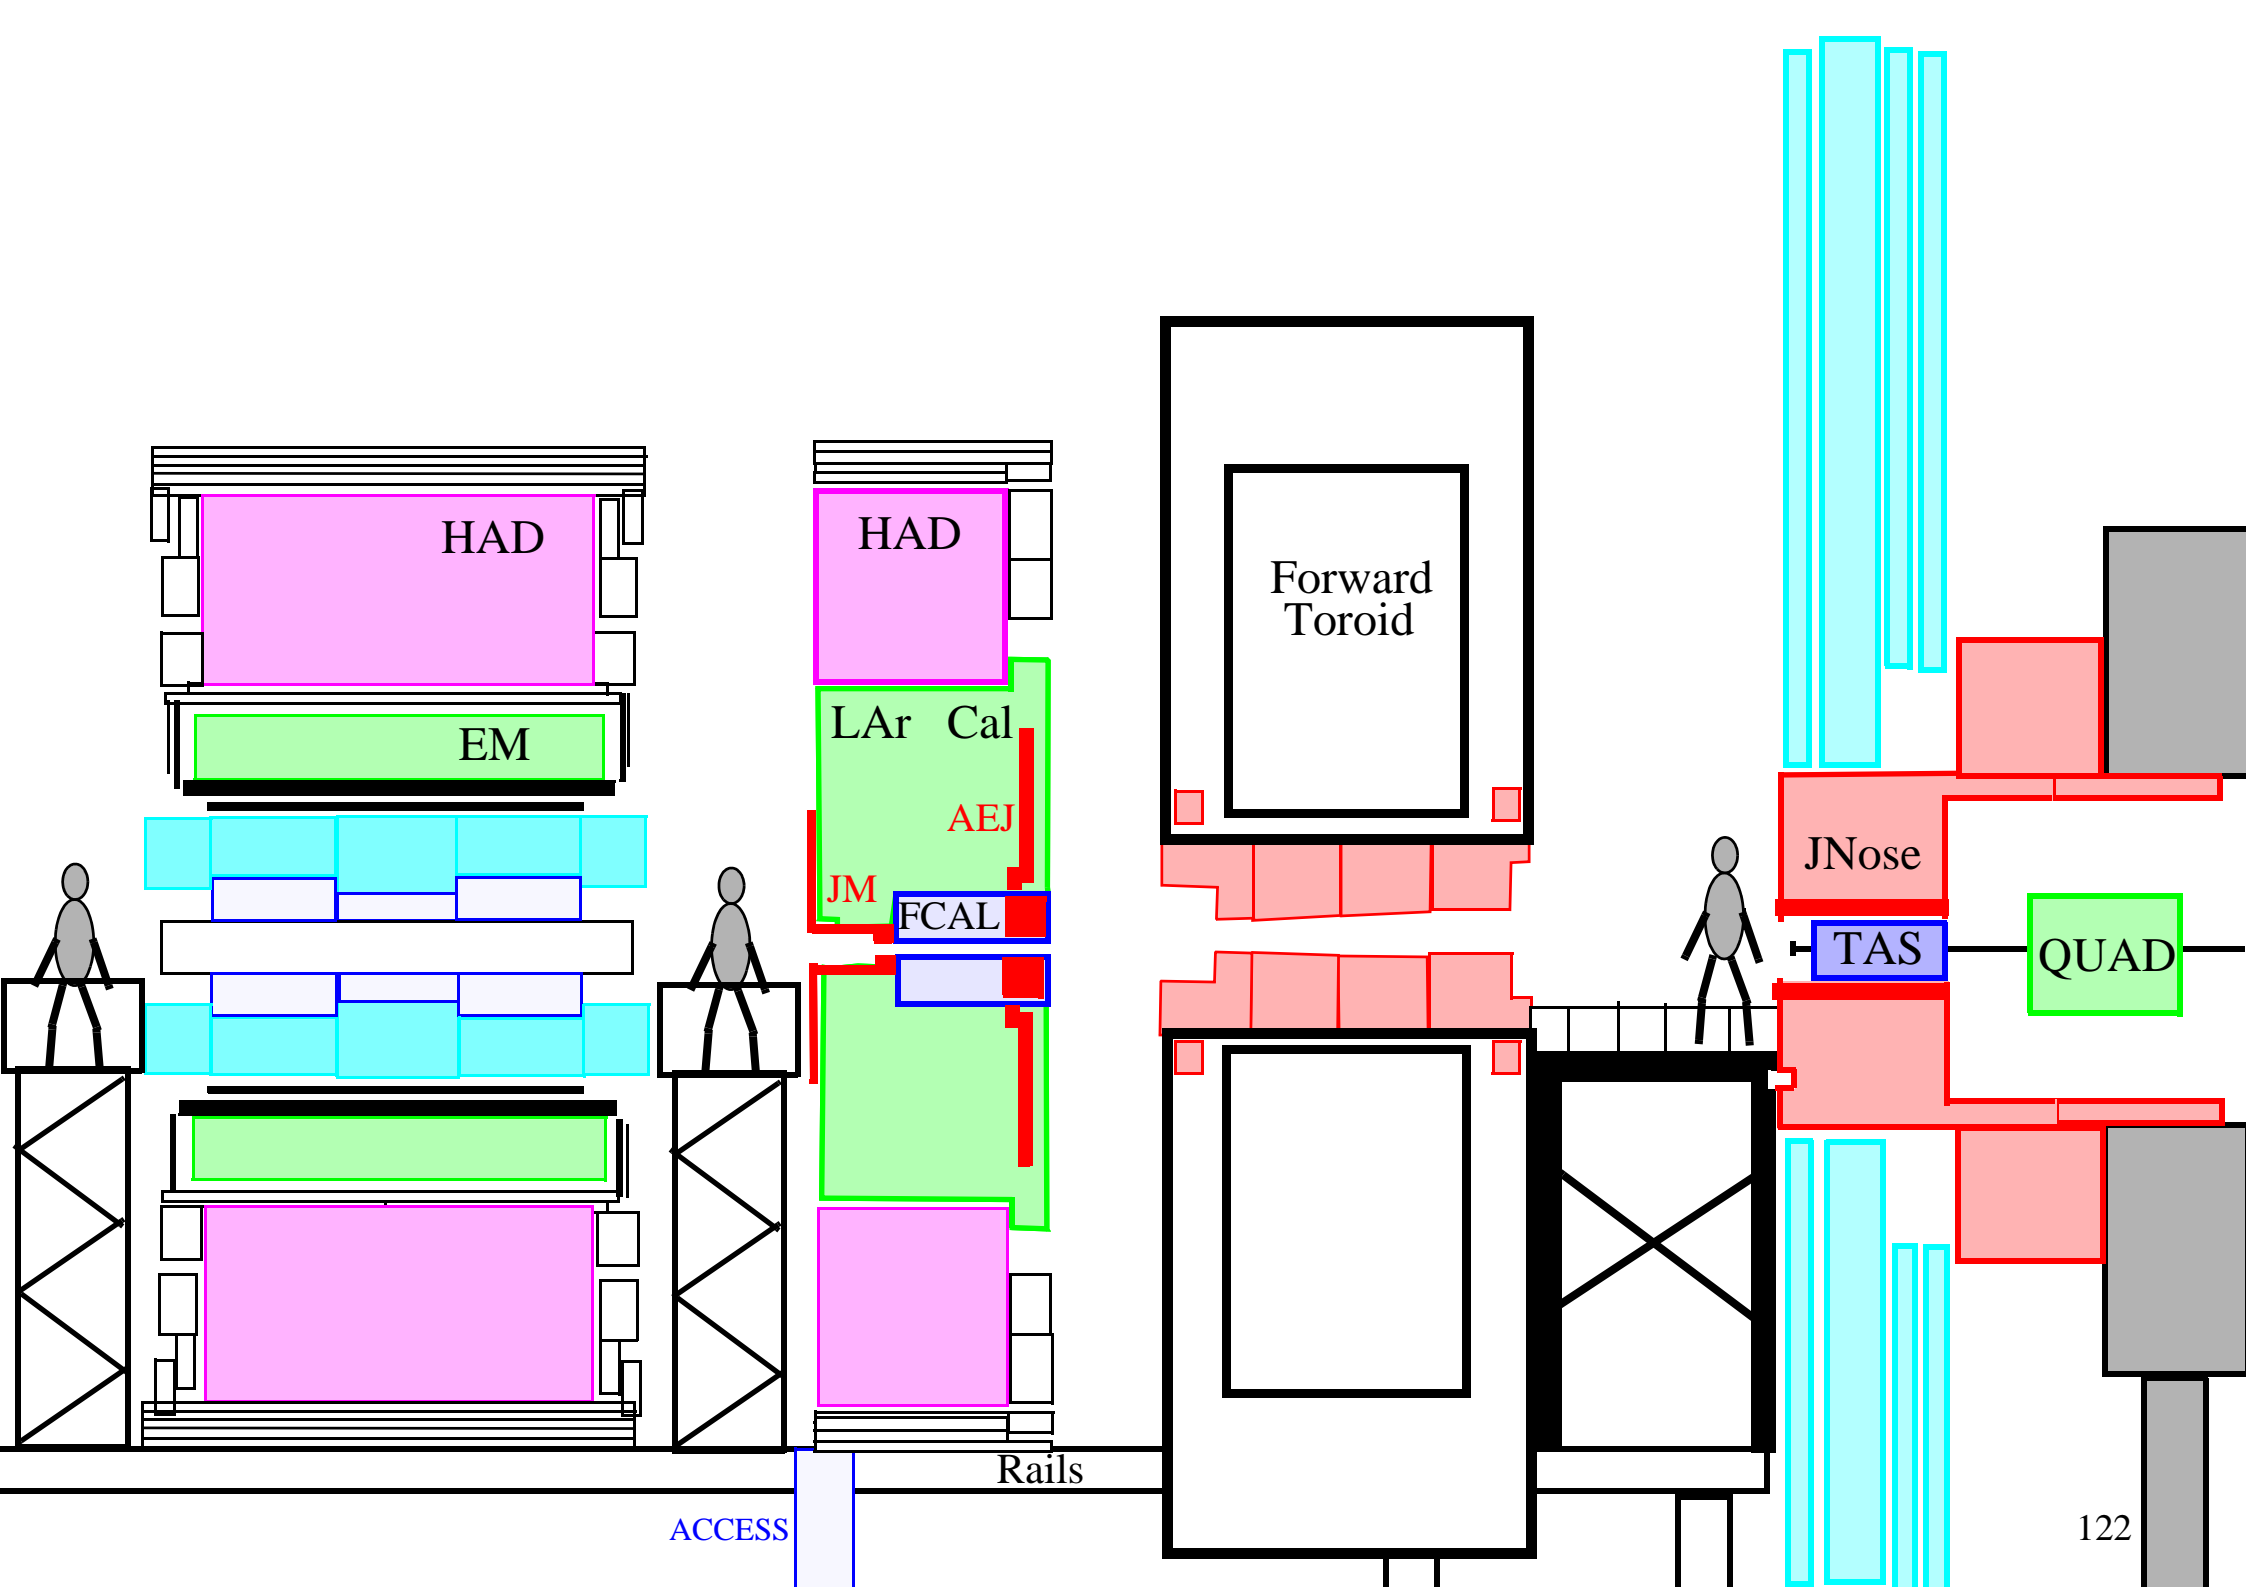 HAD
EM
HAD
LAr Cal
AEJ
JM
FCAL
Forward
Toroid
JNose
TAS
QUAD
Rails
ACCESS
122